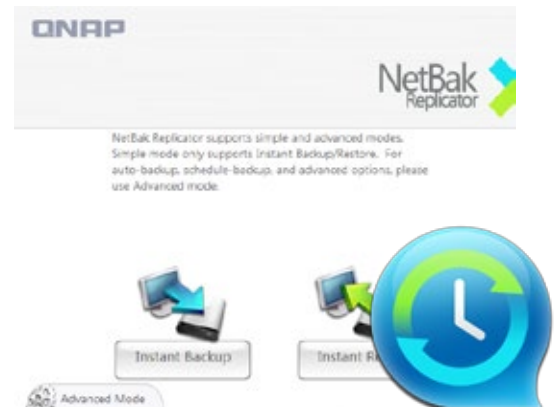 QNAP
NetBak
Replicator
NetBak Replicator supports simple and advanced modes.
Simple mode only supports Instant Backup/Restore. For
auto-backup, schedule-backup, and advanced options, please
use Advanced mode.
Instant Backup
Instant
Advanced Mode